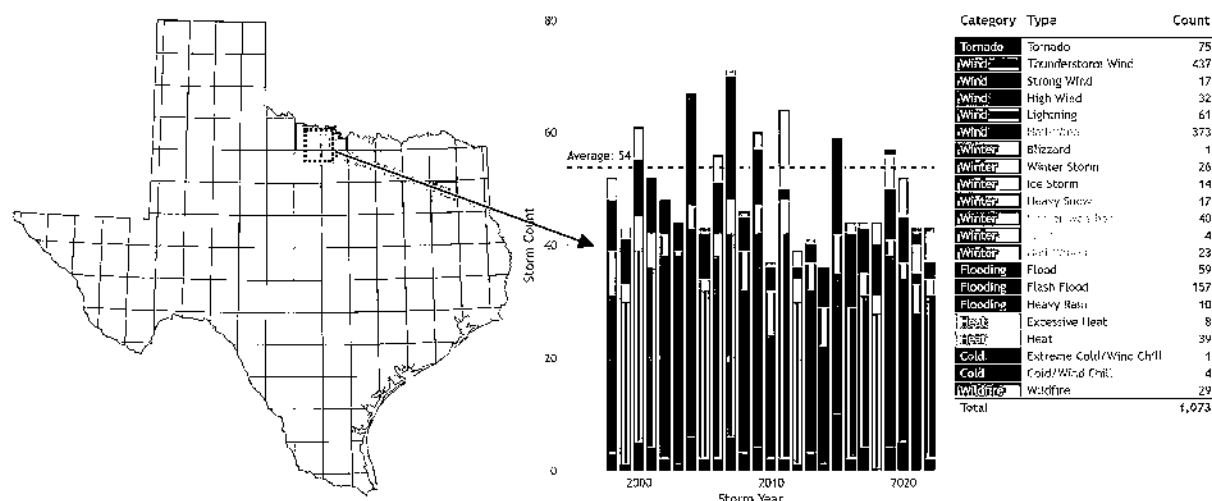 80
60
Average: 54
40
20
0
Storm Count
2000
2010
2020
Storm Year
Category Type Count
Tornado Tornado 75
Wind Thunderstorm Wind 437
Wind Strong Wind 17
Wind High Wind 32
Wind Lightning 61
Wind 373
Winter Blizzard 1
Winter Winter Storm 26
Winter Ice Storm 14
Winter Heavy Snow 17
Winter 40
Winter 4
Winter 23
Flooding Flood 59
Flooding Flash Flood 157
Flooding Heavy Rain 10
Heat Excessive Heat 8
Heat Heat 39
Cold Extreme Cold/Wind Chill 1
Cold Cold/Wind Chill 4
Wildfire Wildfire 29
Total 1,073